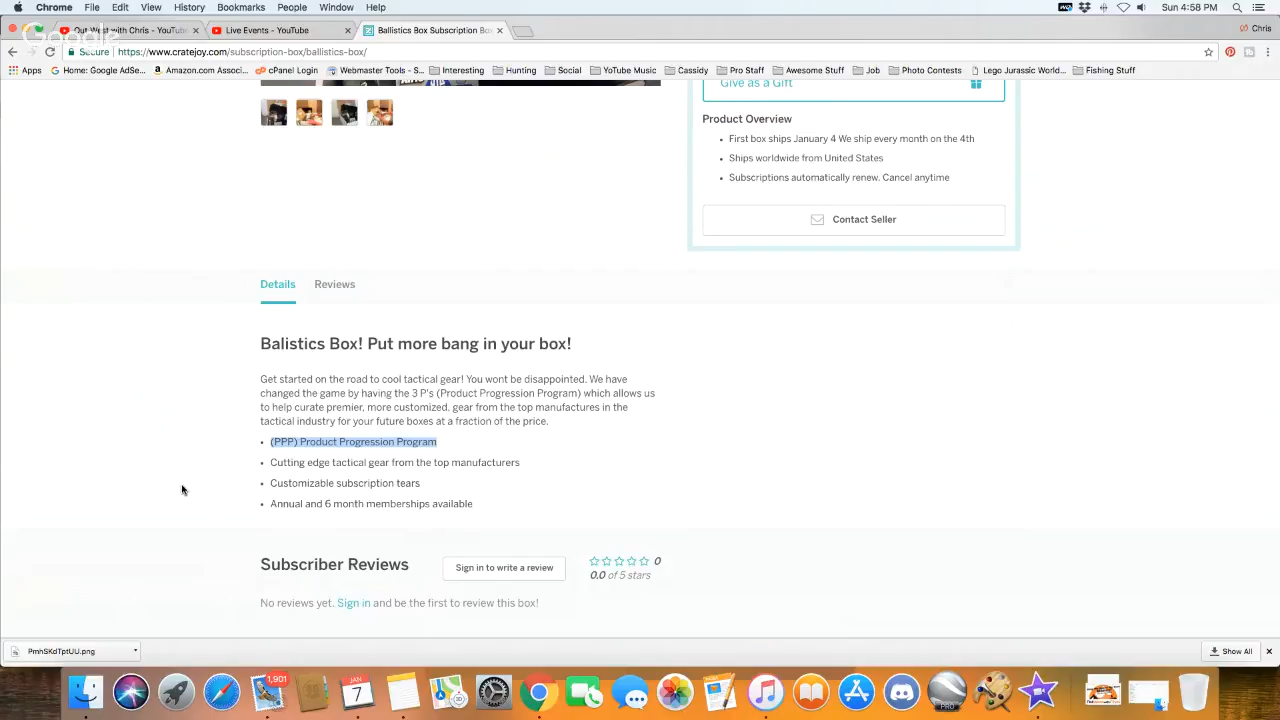 Chrome File Edit View History Bookmarks People Window Help Sun 4:58 PM
Out West with Chris - YouTube Live Events - YouTube Ballistics Box Subscription Box Chris
Secure https://www.cratejoy.com/subscription-box/ballistics-box/
Apps Home: Google AdSe... Amazon.com Assoc... cPanel Login Webmaster Tools - S... Interesting Hunting Social YoTube Music Cassidy Pro Staff Awesome Stuff Job Photo Contests Lego Jurassic World... Fishing Stuff
Google
Give as a Gift
Product Overview
• First box ships January 4 We ship every month on the 4th
• Ships worldwide from United States
• Subscriptions automatically renew. Cancel anytime
Contact Seller
Details Reviews
Balistics Box! Put more bang in your box!
Get started on the road to cool tactical gear! You wont be disappointed. We have
changed the game by having the 3 P's (Product Progression Program) which allows us
to help curate premier, more customized, gear from the top manufactures in the
tactical industry for your future boxes at a fraction of the price.
• (PPP) Product Progression Program
• Cutting edge tactical gear from the top manufacturers
• Customizable subscription tears
• Annual and 6 month memberships available
Subscriber Reviews Sign in to write a review 0
0.0 of 5 stars
No reviews yet. Sign in and be the first to review this box!
PmhSKdTptUU.png Show All
1,901
JAN
7
PRO